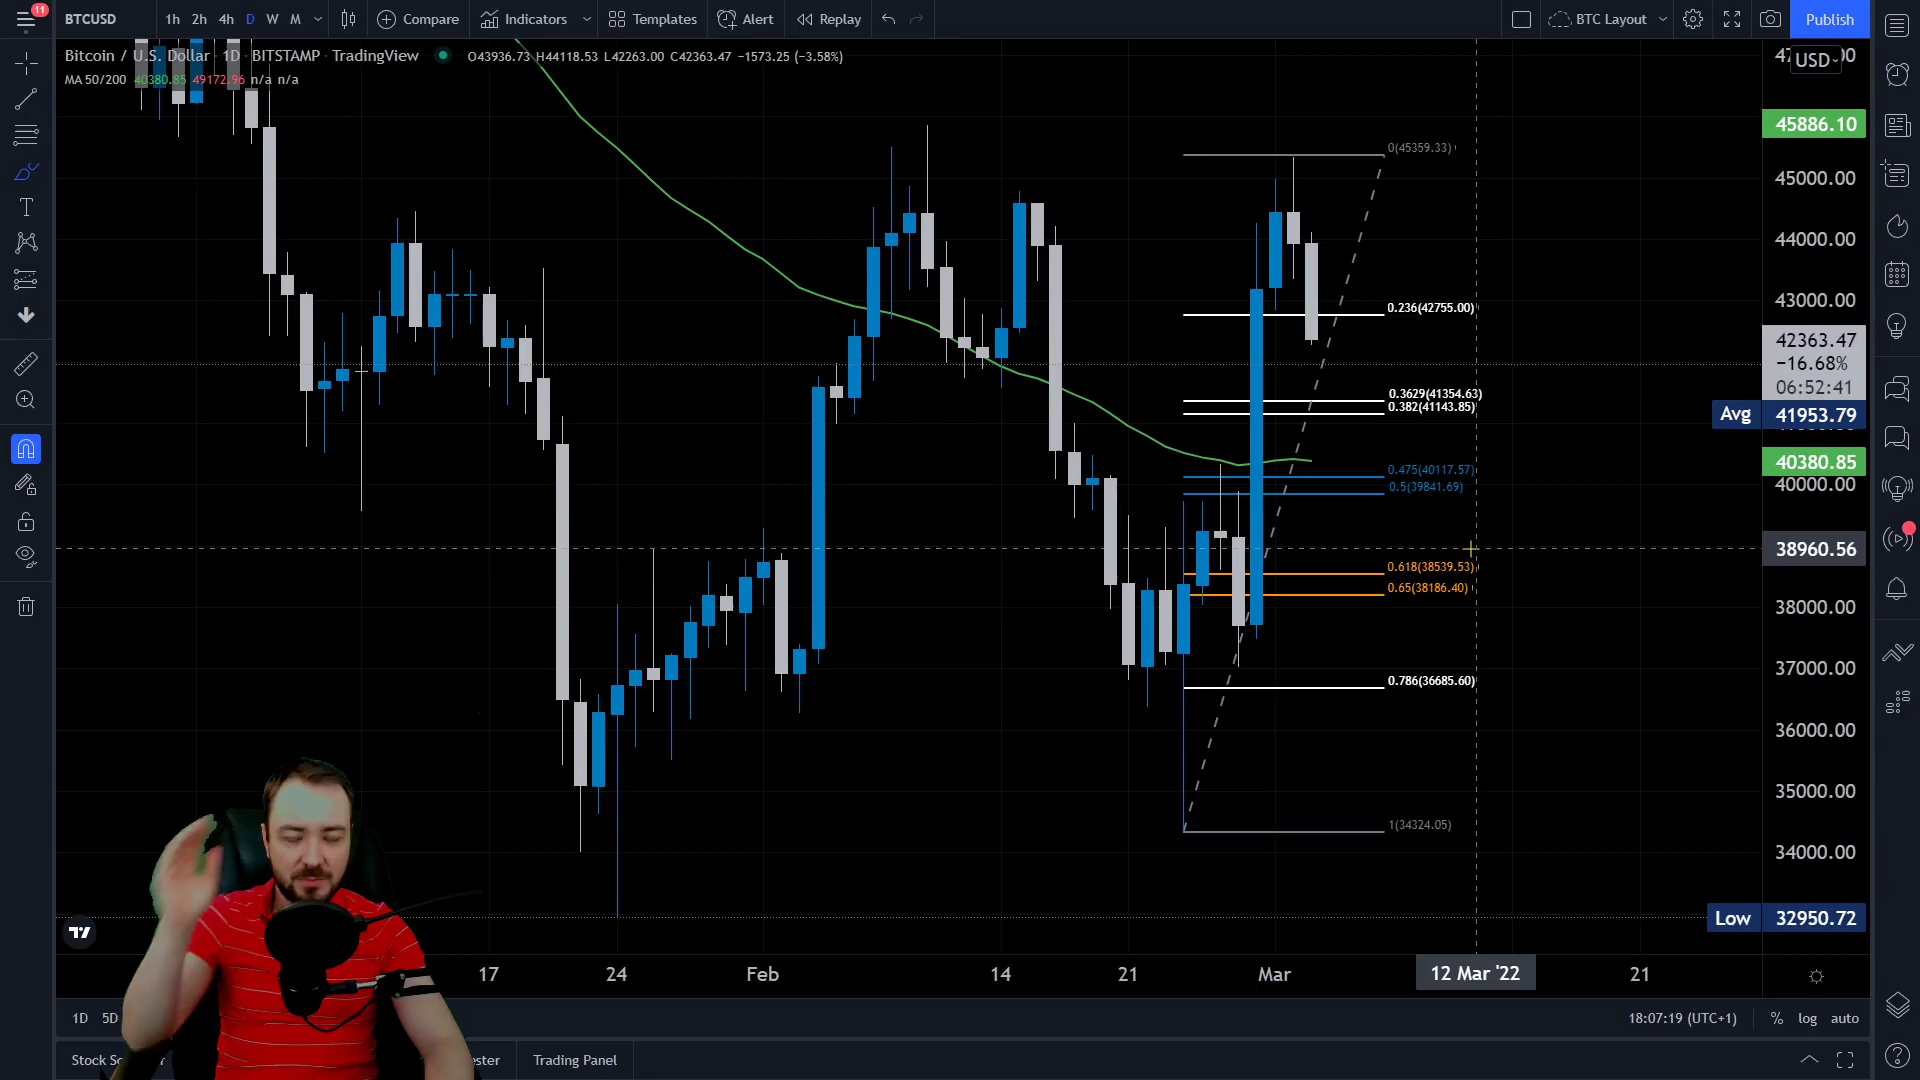 11
BTCUSD
1h 2h 4h D W M
Compare
Indicators
Templates
Alert
Replay
BTC Layout
Publish
Bitcoin / U.S. Dollar · 1D · BITSTAMP · TradingView
O43936.73 H44118.53 L42263.00 C42363.47 −1573.25 (−3.58%)
MA 50/200 40380.85 49172.96 n/a n/a
USD
45886.10
0(45359.33)
45000.00
44000.00
0.236(42755.00)
43000.00
42363.47
−16.68%
06:52:41
0.3629(41354.63)
0.382(41143.85)
Avg 41953.79
40380.85
0.475(40117.57)
0.5(39841.69)
40000.00
38960.56
0.618(38539.53)
0.65(38186.40)
38000.00
37000.00
0.786(36685.60)
36000.00
35000.00
1(34324.05)
34000.00
Low 32950.72
17 24 Feb 14 21 Mar 12 Mar '22 21
1D 5D
18:07:19 (UTC+1)
% log auto
Stock
Trading Panel